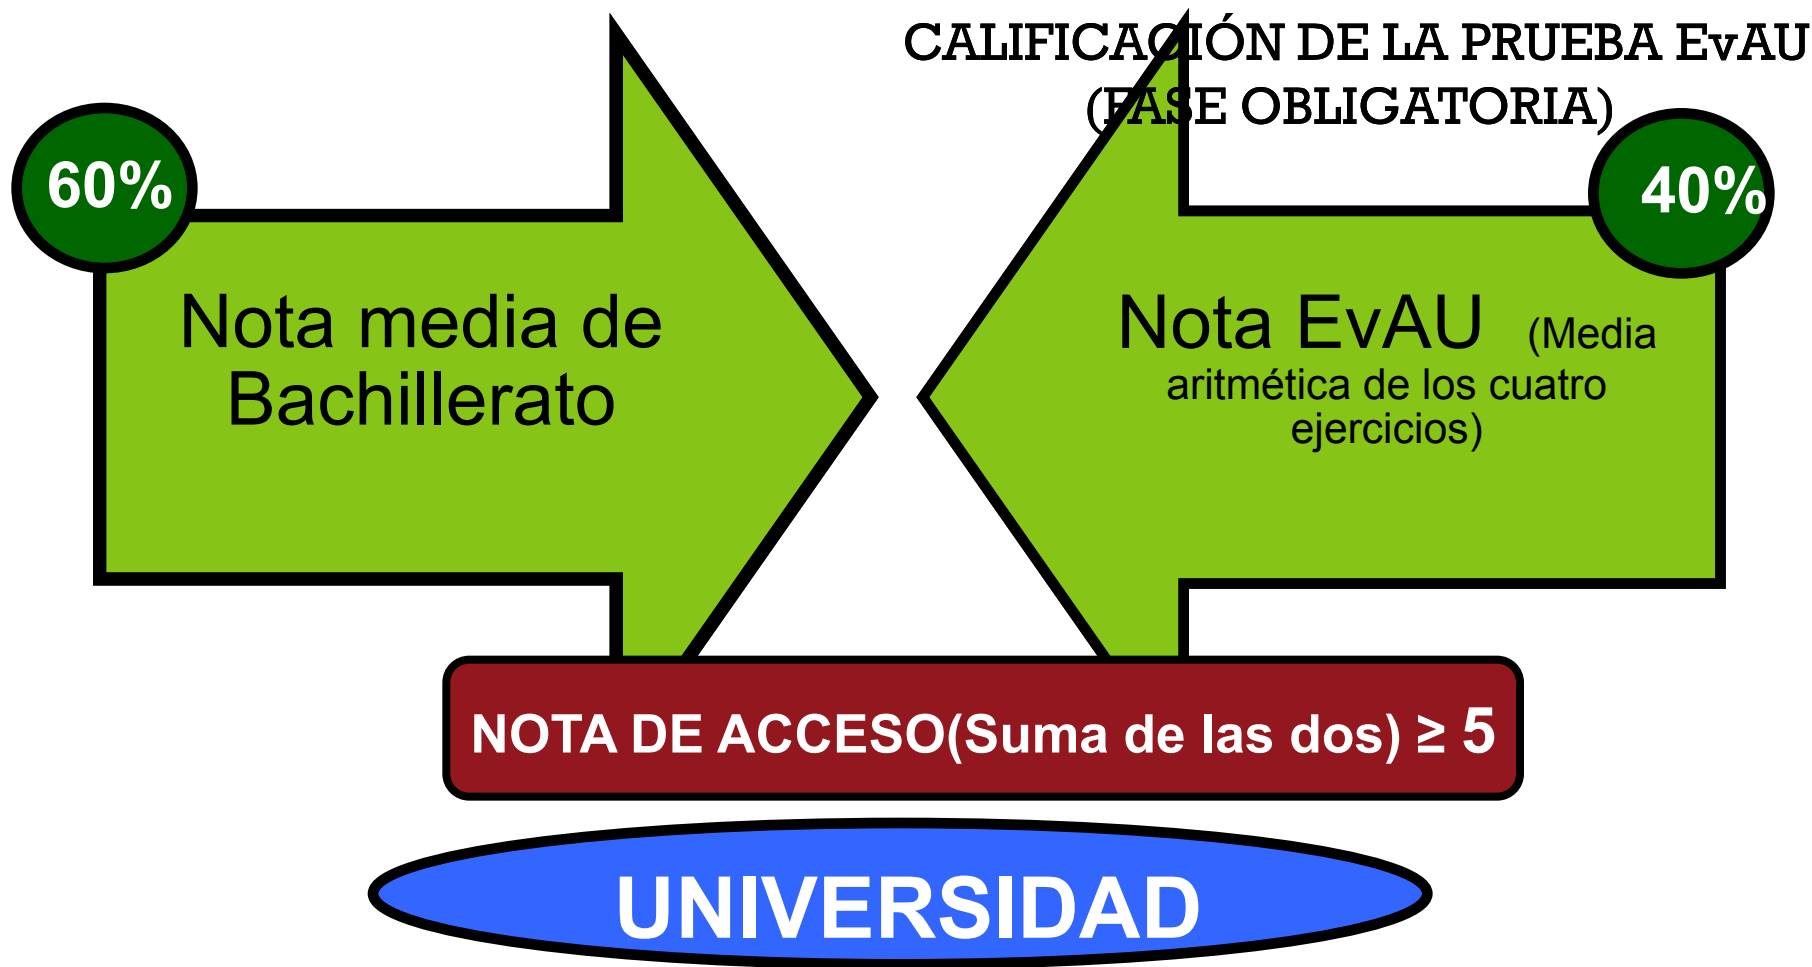 CALIFICACIÓN DE LA PRUEBA EvAU
(FASE OBLIGATORIA)
60%
40%
Nota media de
Bachillerato
Nota EvAU (Media
aritmética de los cuatro
ejercicios)
NOTA DE ACCESO(Suma de las dos) ≥ 5
UNIVERSIDAD